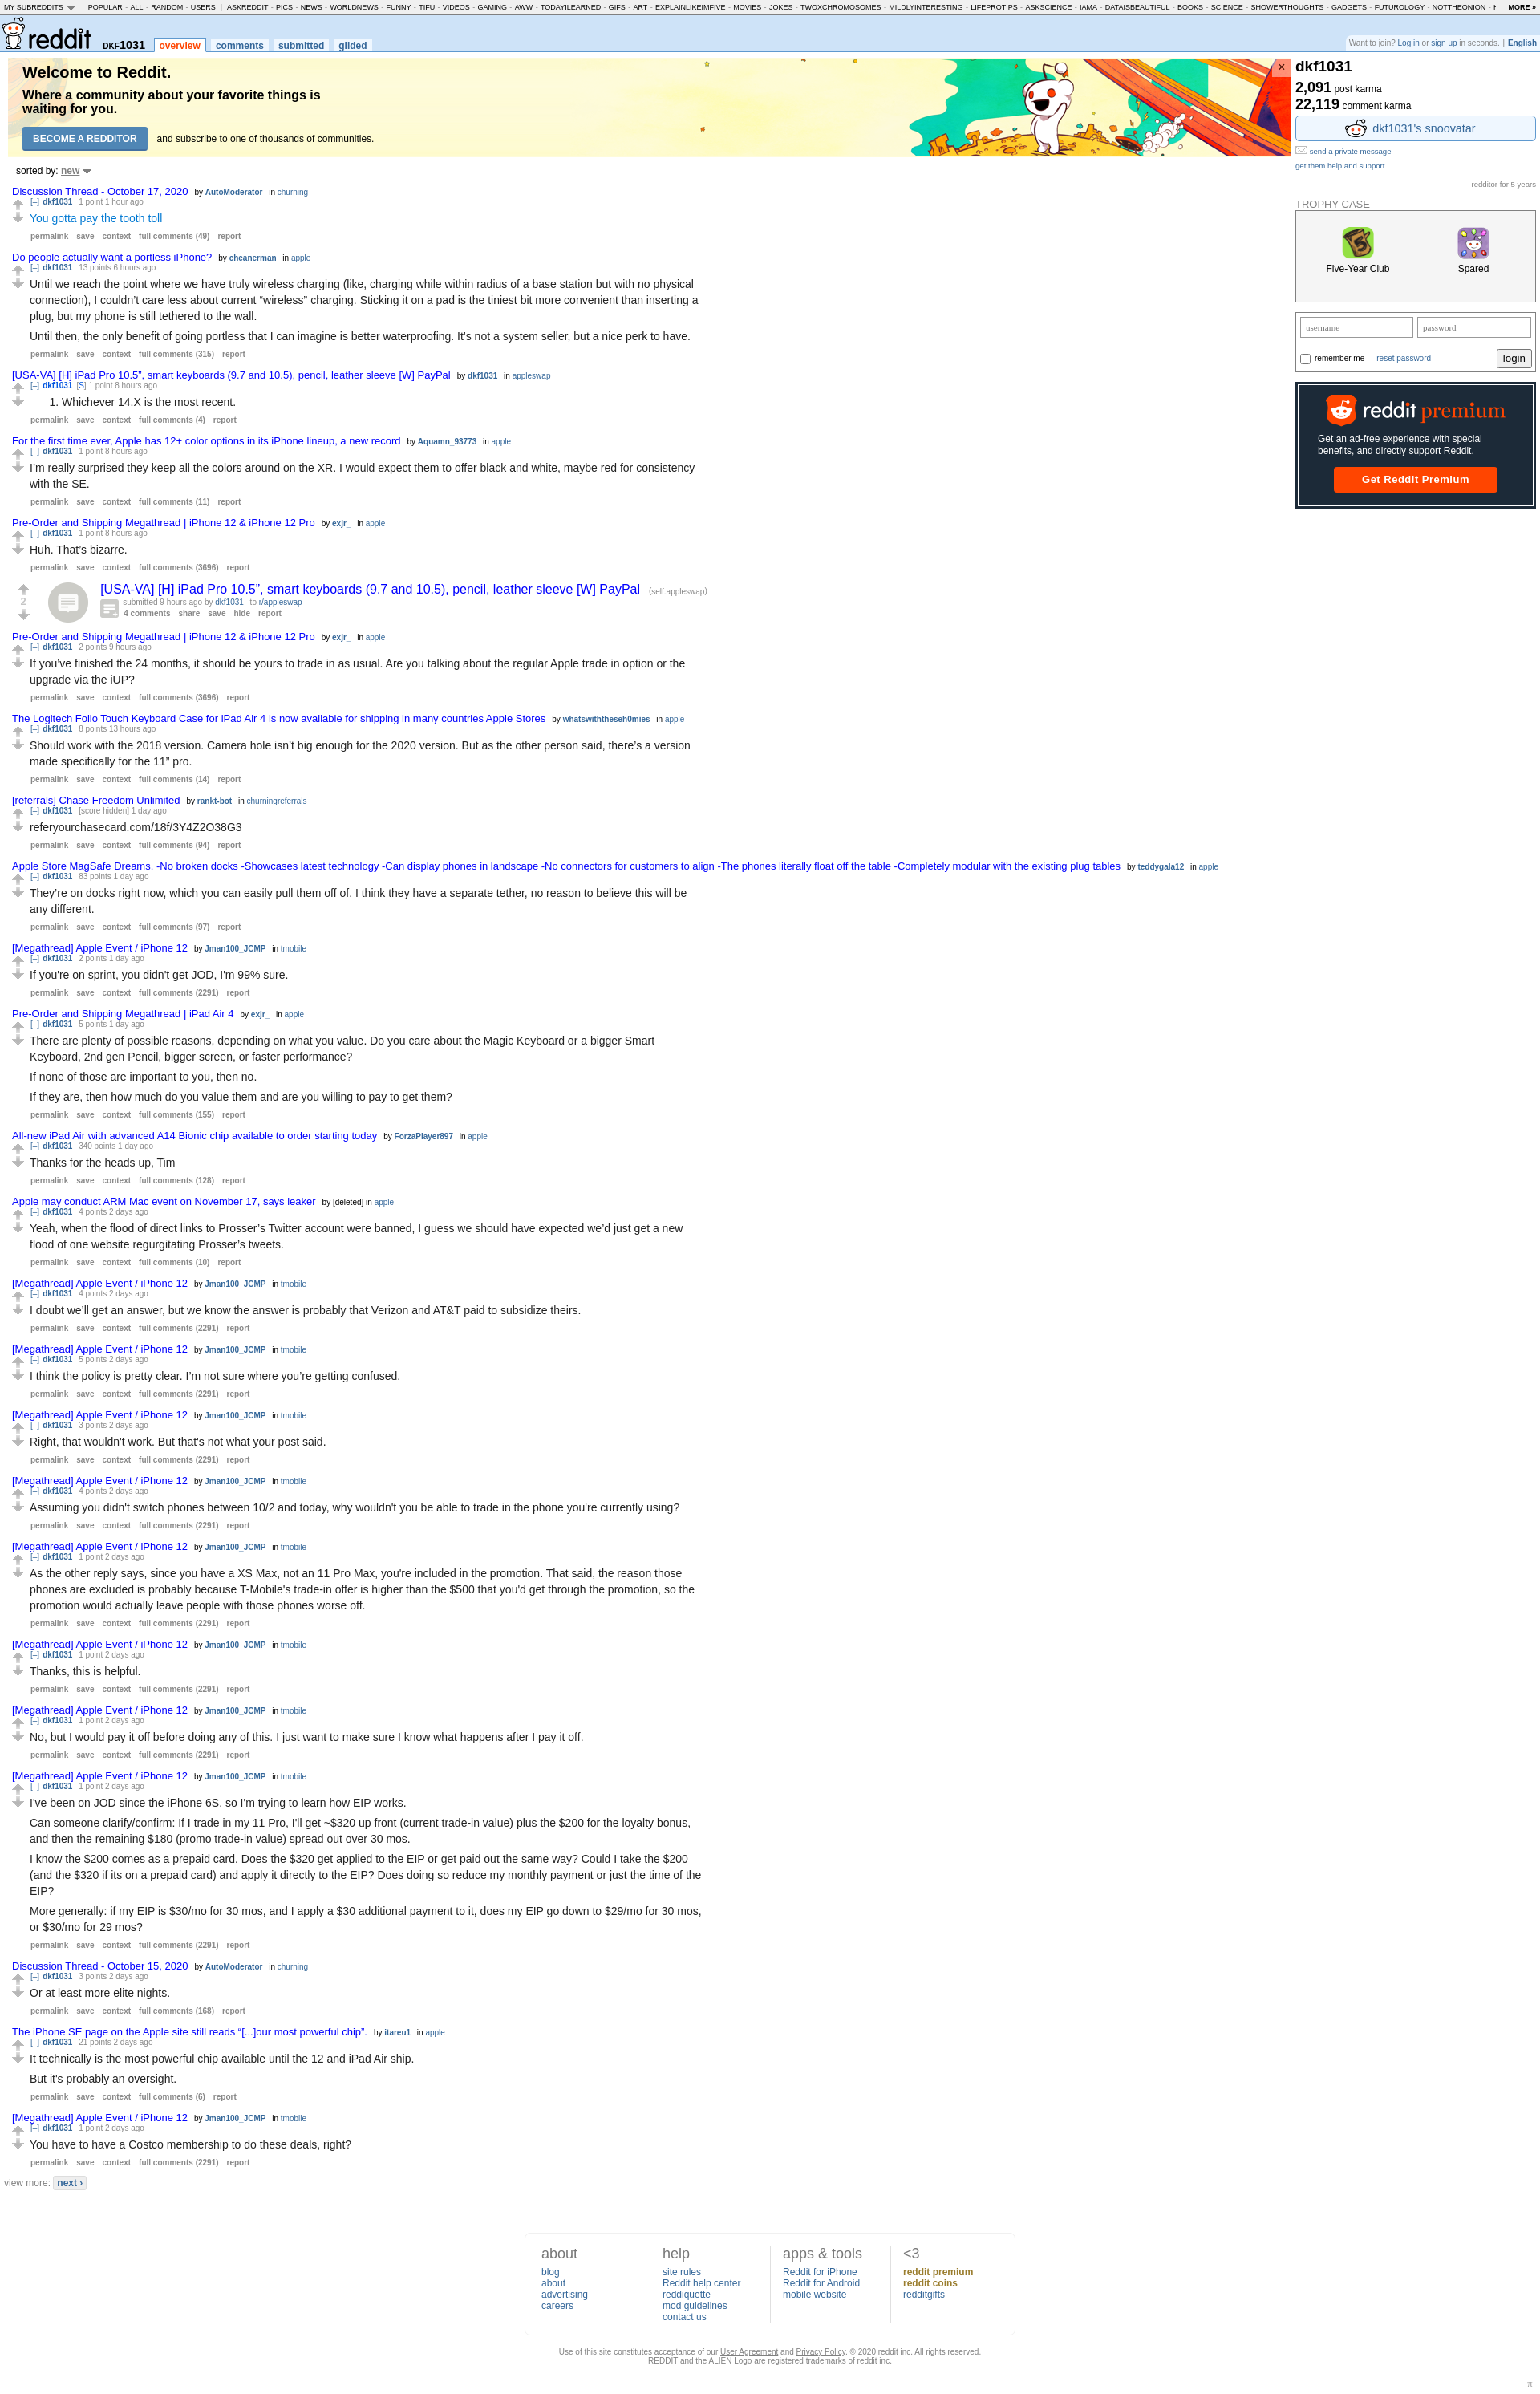 MY SUBREDDITS POPULAR - ALL - RANDOM - USERS | ASKREDDIT - PICS - NEWS - WORLDNEWS - FUNNY - TIFU - VIDEOS - GAMING - AWW - TODAYILEARNED - GIFS - ART - EXPLAINLIKEIMFIVE - MOVIES - JOKES - TWOXCHROMOSOMES - MILDLYINTERESTING - LIFEPROTIPS - ASKSCIENCE - IAMA - DATAISBEAUTIFUL - BOOKS - SCIENCE - SHOWERTHOUGHTS - GADGETS - FUTUROLOGY - NOTTHEONION - MORE »
reddit DKF1031 overview comments submitted gilded
Want to join? Log in or sign up in seconds. | English
Welcome to Reddit.
Where a community about your favorite things is
waiting for you.
BECOME A REDDITOR and subscribe to one of thousands of communities.
×
sorted by: new
Discussion Thread - October 17, 2020 by AutoModerator in churning
[–] dkf1031 1 point 1 hour ago
You gotta pay the tooth toll
permalink save context full comments (49) report
Do people actually want a portless iPhone? by cheanerman in apple
[–] dkf1031 13 points 6 hours ago
Until we reach the point where we have truly wireless charging (like, charging while within radius of a base station but with no physical
connection), I couldn’t care less about current “wireless” charging. Sticking it on a pad is the tiniest bit more convenient than inserting a
plug, but my phone is still tethered to the wall.
Until then, the only benefit of going portless that I can imagine is better waterproofing. It’s not a system seller, but a nice perk to have.
permalink save context full comments (315) report
[USA-VA] [H] iPad Pro 10.5”, smart keyboards (9.7 and 10.5), pencil, leather sleeve [W] PayPal by dkf1031 in appleswap
[–] dkf1031 [S] 1 point 8 hours ago
1. Whichever 14.X is the most recent.
permalink save context full comments (4) report
For the first time ever, Apple has 12+ color options in its iPhone lineup, a new record by Aquamn_93773 in apple
[–] dkf1031 1 point 8 hours ago
I’m really surprised they keep all the colors around on the XR. I would expect them to offer black and white, maybe red for consistency
with the SE.
permalink save context full comments (11) report
Pre-Order and Shipping Megathread | iPhone 12 & iPhone 12 Pro by exjr_ in apple
[–] dkf1031 1 point 8 hours ago
Huh. That’s bizarre.
permalink save context full comments (3696) report
2
[USA-VA] [H] iPad Pro 10.5”, smart keyboards (9.7 and 10.5), pencil, leather sleeve [W] PayPal (self.appleswap)
submitted 9 hours ago by dkf1031 to r/appleswap
4 comments share save hide report
Pre-Order and Shipping Megathread | iPhone 12 & iPhone 12 Pro by exjr_ in apple
[–] dkf1031 2 points 9 hours ago
If you’ve finished the 24 months, it should be yours to trade in as usual. Are you talking about the regular Apple trade in option or the
upgrade via the iUP?
permalink save context full comments (3696) report
The Logitech Folio Touch Keyboard Case for iPad Air 4 is now available for shipping in many countries Apple Stores by whatswiththeseh0mies in apple
[–] dkf1031 8 points 13 hours ago
Should work with the 2018 version. Camera hole isn’t big enough for the 2020 version. But as the other person said, there’s a version
made specifically for the 11” pro.
permalink save context full comments (14) report
[referrals] Chase Freedom Unlimited by rankt-bot in churningreferrals
[–] dkf1031 [score hidden] 1 day ago
referyourchasecard.com/18f/3Y4Z2O38G3
permalink save context full comments (94) report
Apple Store MagSafe Dreams. -No broken docks -Showcases latest technology -Can display phones in landscape -No connectors for customers to align -The phones literally float off the table -Completely modular with the existing plug tables by teddygala12 in apple
[–] dkf1031 83 points 1 day ago
They’re on docks right now, which you can easily pull them off of. I think they have a separate tether, no reason to believe this will be
any different.
permalink save context full comments (97) report
[Megathread] Apple Event / iPhone 12 by Jman100_JCMP in tmobile
[–] dkf1031 2 points 1 day ago
If you're on sprint, you didn't get JOD, I'm 99% sure.
permalink save context full comments (2291) report
Pre-Order and Shipping Megathread | iPad Air 4 by exjr_ in apple
[–] dkf1031 5 points 1 day ago
There are plenty of possible reasons, depending on what you value. Do you care about the Magic Keyboard or a bigger Smart
Keyboard, 2nd gen Pencil, bigger screen, or faster performance?
If none of those are important to you, then no.
If they are, then how much do you value them and are you willing to pay to get them?
permalink save context full comments (155) report
All-new iPad Air with advanced A14 Bionic chip available to order starting today by ForzaPlayer897 in apple
[–] dkf1031 340 points 1 day ago
Thanks for the heads up, Tim
permalink save context full comments (128) report
Apple may conduct ARM Mac event on November 17, says leaker by [deleted] in apple
[–] dkf1031 4 points 2 days ago
Yeah, when the flood of direct links to Prosser’s Twitter account were banned, I guess we should have expected we’d just get a new
flood of one website regurgitating Prosser’s tweets.
permalink save context full comments (10) report
[Megathread] Apple Event / iPhone 12 by Jman100_JCMP in tmobile
[–] dkf1031 4 points 2 days ago
I doubt we’ll get an answer, but we know the answer is probably that Verizon and AT&T paid to subsidize theirs.
permalink save context full comments (2291) report
[Megathread] Apple Event / iPhone 12 by Jman100_JCMP in tmobile
[–] dkf1031 5 points 2 days ago
I think the policy is pretty clear. I’m not sure where you’re getting confused.
permalink save context full comments (2291) report
[Megathread] Apple Event / iPhone 12 by Jman100_JCMP in tmobile
[–] dkf1031 3 points 2 days ago
Right, that wouldn't work. But that's not what your post said.
permalink save context full comments (2291) report
[Megathread] Apple Event / iPhone 12 by Jman100_JCMP in tmobile
[–] dkf1031 4 points 2 days ago
Assuming you didn't switch phones between 10/2 and today, why wouldn't you be able to trade in the phone you're currently using?
permalink save context full comments (2291) report
[Megathread] Apple Event / iPhone 12 by Jman100_JCMP in tmobile
[–] dkf1031 1 point 2 days ago
As the other reply says, since you have a XS Max, not an 11 Pro Max, you're included in the promotion. That said, the reason those
phones are excluded is probably because T-Mobile's trade-in offer is higher than the $500 that you'd get through the promotion, so the
promotion would actually leave people with those phones worse off.
permalink save context full comments (2291) report
[Megathread] Apple Event / iPhone 12 by Jman100_JCMP in tmobile
[–] dkf1031 1 point 2 days ago
Thanks, this is helpful.
permalink save context full comments (2291) report
[Megathread] Apple Event / iPhone 12 by Jman100_JCMP in tmobile
[–] dkf1031 1 point 2 days ago
No, but I would pay it off before doing any of this. I just want to make sure I know what happens after I pay it off.
permalink save context full comments (2291) report
[Megathread] Apple Event / iPhone 12 by Jman100_JCMP in tmobile
[–] dkf1031 1 point 2 days ago
I've been on JOD since the iPhone 6S, so I'm trying to learn how EIP works.
Can someone clarify/confirm: If I trade in my 11 Pro, I'll get ~$320 up front (current trade-in value) plus the $200 for the loyalty bonus,
and then the remaining $180 (promo trade-in value) spread out over 30 mos.
I know the $200 comes as a prepaid card. Does the $320 get applied to the EIP or get paid out the same way? Could I take the $200
(and the $320 if its on a prepaid card) and apply it directly to the EIP? Does doing so reduce my monthly payment or just the time of the
EIP?
More generally: if my EIP is $30/mo for 30 mos, and I apply a $30 additional payment to it, does my EIP go down to $29/mo for 30 mos,
or $30/mo for 29 mos?
permalink save context full comments (2291) report
Discussion Thread - October 15, 2020 by AutoModerator in churning
[–] dkf1031 3 points 2 days ago
Or at least more elite nights.
permalink save context full comments (168) report
The iPhone SE page on the Apple site still reads “[...]our most powerful chip”. by itareu1 in apple
[–] dkf1031 21 points 2 days ago
It technically is the most powerful chip available until the 12 and iPad Air ship.
But it's probably an oversight.
permalink save context full comments (6) report
[Megathread] Apple Event / iPhone 12 by Jman100_JCMP in tmobile
[–] dkf1031 1 point 2 days ago
You have to have a Costco membership to do these deals, right?
permalink save context full comments (2291) report
view more: next ›
dkf1031
2,091 post karma
22,119 comment karma
dkf1031's snoovatar
send a private message
get them help and support
redditor for 5 years
TROPHY CASE
5
Five-Year Club Spared
username password
remember me reset password login
reddit premium
Get an ad-free experience with special
benefits, and directly support Reddit.
Get Reddit Premium
about
blog
about
advertising
careers
help
site rules
Reddit help center
reddiquette
mod guidelines
contact us
apps & tools
Reddit for iPhone
Reddit for Android
mobile website
<3
reddit premium
reddit coins
redditgifts
Use of this site constitutes acceptance of our User Agreement and Privacy Policy. © 2020 reddit inc. All rights reserved.
REDDIT and the ALIEN Logo are registered trademarks of reddit inc.
π